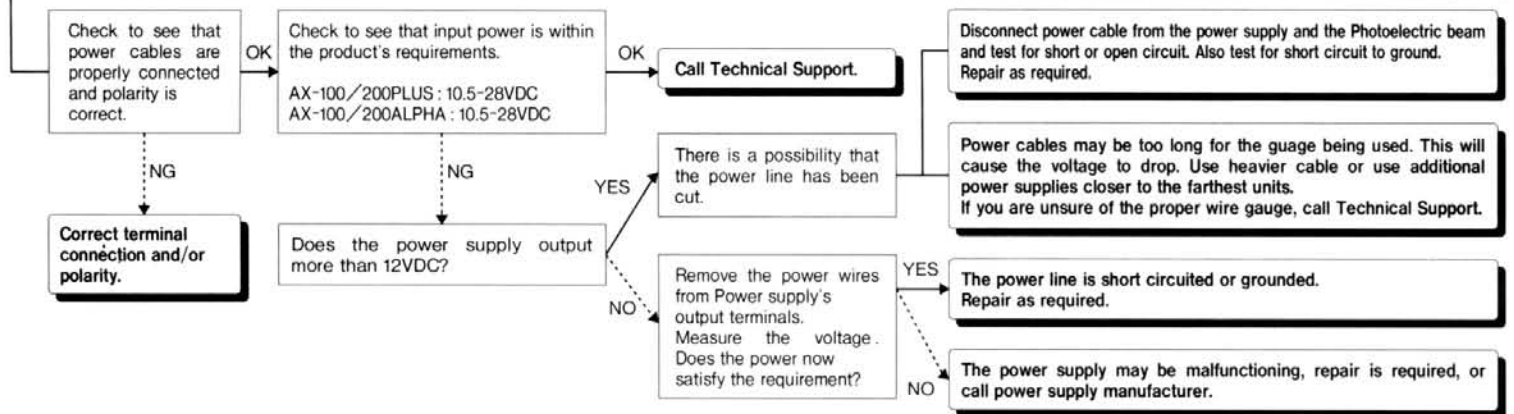 Check to see that
power cables are
properly connected
and polarity is
correct.
OK
Check to see that input power is within
the product's requirements.
AX-100/200PLUS : 10.5-28VDC
AX-100/200ALPHA : 10.5-28VDC
OK
Call Technical Support.
Disconnect power cable from the power supply and the Photoelectric beam
and test for short or open circuit. Also test for short circuit to ground.
Repair as required.
NG
NG
Correct terminal
connection and/or
polarity.
Does the power supply output
more than 12VDC?
YES
There is a possibility that
the power line has been
cut.
Power cables may be too long for the guage being used. This will
cause the voltage to drop. Use heavier cable or use additional
power supplies closer to the farthest units.
If you are unsure of the proper wire gauge, call Technical Support.
NO
Remove the power wires
from Power supply's
output terminals.
Measure the voltage.
Does the power now
satisfy the requirement?
YES
The power line is short circuited or grounded.
Repair as required.
NO
The power supply may be malfunctioning, repair is required, or
call power supply manufacturer.